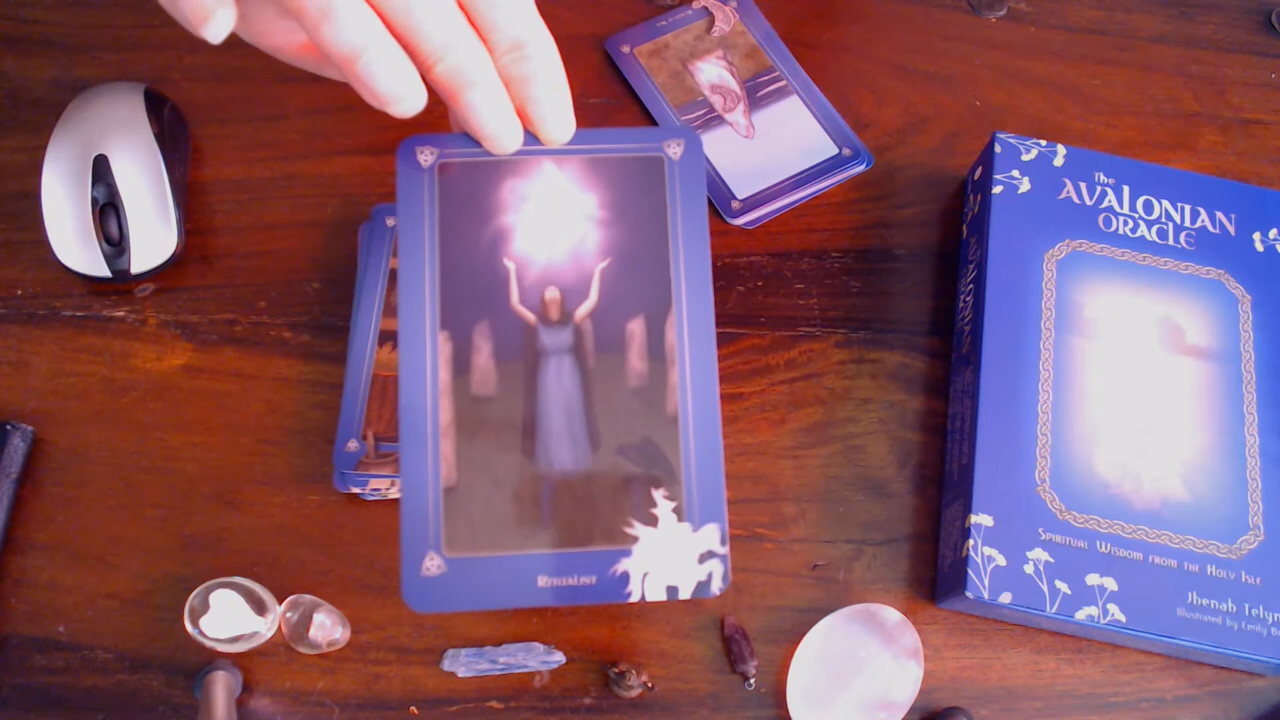 The
AVALONIAN
ORACLE
SPIRITUAL WISDOM FROM THE HOLY ISLE
Jhenah Telyn
Illustrated by Emily
RITUALIST